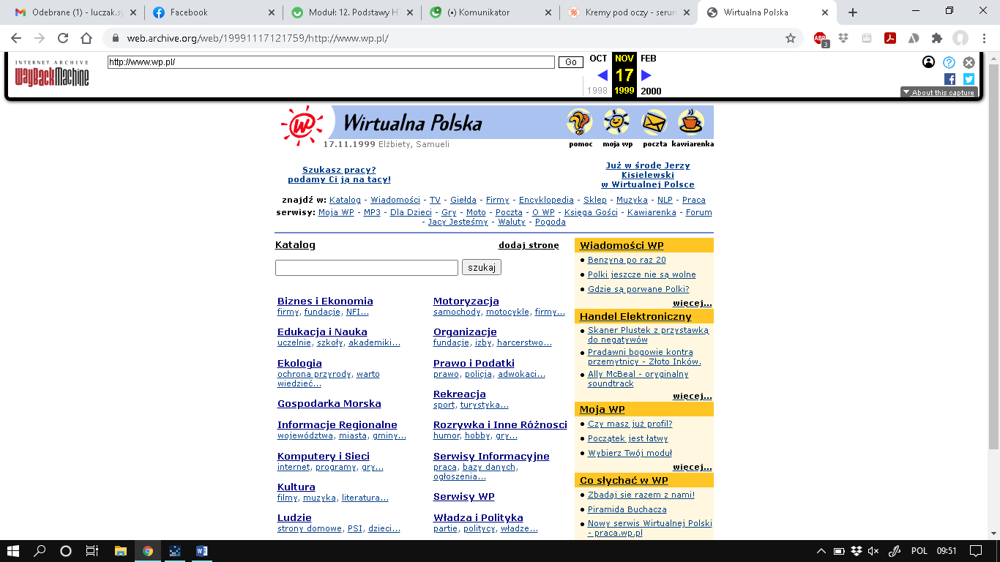 Odebrane (1) - luczak.sy
Facebook
Moduł: 12. Podstawy HT
(•) Komunikator
Kremy pod oczy - serum
Wirtualna Polska
web.archive.org/web/19991117121759/http://www.wp.pl/
ABP
3
INTERNET ARCHIVE
WayBackMachine
http://www.wp.pl/
Go
OCT NOV FEB
17
1998 1999 2000
About this capture
Wirtualna Polska
17.11.1999 Elżbiety, Samueli
pomoc moja wp poczta kawiarenka
Szukasz pracy?
podamy Ci ją na tacy!
Już w środę Jerzy
Kisielewski
w Wirtualnej Polsce
znajdź w: Katalog - Wiadomości - TV - Giełda - Firmy - Encyklopedia - Sklep - Muzyka - NLP - Praca
serwisy: Moja WP - MP3 - Dla Dzieci - Gry - Moto - Poczta - O WP - Księga Gości - Kawiarenka - Forum
- Jacy Jesteśmy - Waluty - Pogoda
Katalog
dodaj stronę
szukaj
Biznes i Ekonomia
firmy, fundacje, NFI...
Edukacja i Nauka
uczelnie, szkoły, akademiki...
Ekologia
ochrona przyrody, warto
wiedzieć...
Gospodarka Morska
Informacje Regionalne
województwa, miasta, gminy...
Komputery i Sieci
internet, programy, gry...
Kultura
filmy, muzyka, literatura...
Ludzie
strony domowe, PSI, dzieci...
Motoryzacja
samochody, motocykle, firmy...
Organizacje
fundacje, izby, harcerstwo...
Prawo i Podatki
prawo, policja, adwokaci...
Rekreacja
sport, turystyka...
Rozrywka i Inne Różnosci
humor, hobby, gry...
Serwisy Informacyjne
praca, bazy danych,
ogłoszenia...
Serwisy WP
Władza i Polityka
partie, politycy, władze...
Wiadomości WP
Benzyna po raz 20
Polki jeszcze nie są wolne
Gdzie są porwane Polki?
więcej...
Handel Elektroniczny
Skaner Plustek z przystawką
do negatywów
Pradawni bogowie kontra
przemytnicy - Złoto Inków.
Ally McBeal - oryginalny
soundtrack
więcej...
Moja WP
Czy masz już profil?
Początek jest łatwy
Wybierz Twój moduł
więcej...
Co słychać w WP
Zbadaj sie razem z nami!
Piramida Buchacza
Nowy serwis Wirtualnej Polski
- praca.wp.pl
POL
09:51